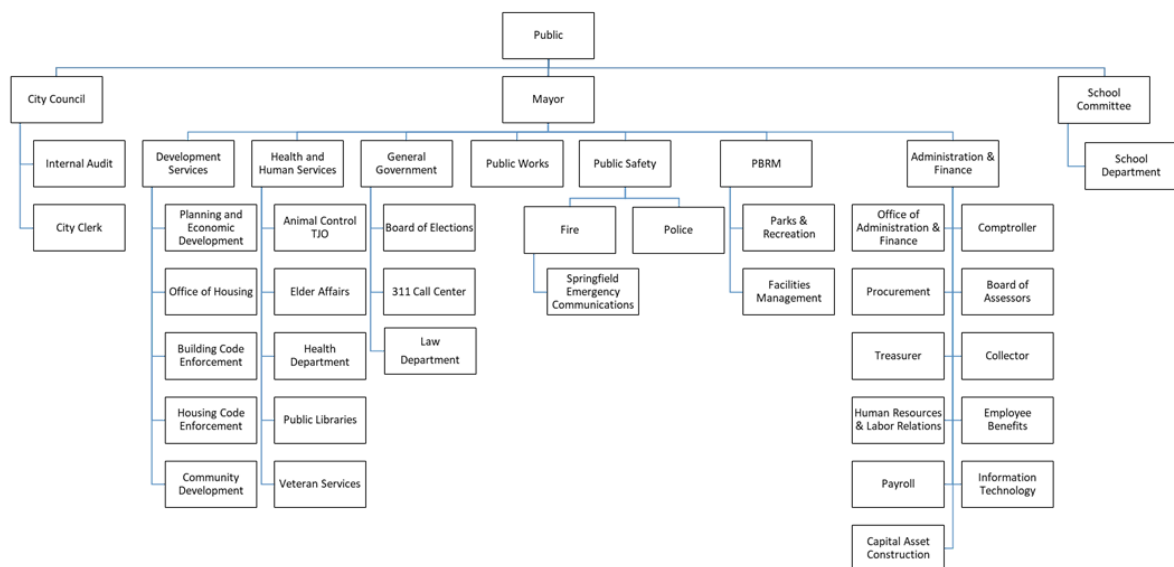 Public
City Council
Mayor
School
Committee
Internal Audit
City Clerk
Development
Services
Health and
Human Services
General
Government
Public Works
Public Safety
PBRM
Administration &
Finance
School
Department
Planning and
Economic
Development
Office of Housing
Building Code
Enforcement
Housing Code
Enforcement
Community
Development
Animal Control
TJO
Elder Affairs
Health
Department
Public Libraries
Veteran Services
Board of Elections
311 Call Center
Law
Department
Fire
Police
Springfield
Emergency
Communications
Parks &
Recreation
Facilities
Management
Office of
Administration
& Finance
Comptroller
Procurement
Board of
Assessors
Treasurer
Collector
Human Resources
& Labor Relations
Employee
Benefits
Payroll
Information
Technology
Capital Asset
Construction